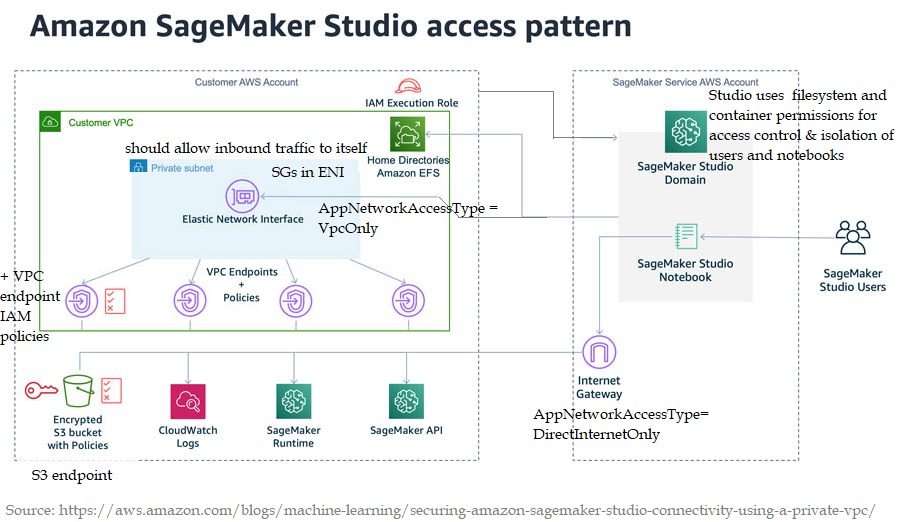 Amazon SageMaker Studio access pattern
Customer AWS Account
SageMaker Service AWS Account
IAM Execution Role
Studio uses filesystem and
container permissions for
access control & isolation of
users and notebooks
Customer VPC
should allow inbound traffic to itself
Home Directories
Amazon EFS
Private subnet
SGs in ENI
SageMaker Studio
Domain
Elastic Network Interface
AppNetworkAccessType =
VpcOnly
SageMaker Studio
Notebook
SageMaker
Studio Users
VPC Endpoints
+
Policies
+ VPC
endpoint
IAM
policies
Internet
Gateway
AppNetworkAccessType=
DirectInternetOnly
Encrypted
S3 bucket
with Policies
CloudWatch
Logs
SageMaker
Runtime
SageMaker API
S3 endpoint
Source: https://aws.amazon.com/blogs/machine-learning/securing-amazon-sagemaker-studio-connectivity-using-a-private-vpc/